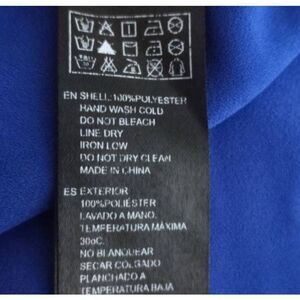 EN SHELL:100%POLYESTER
HAND WASH COLD
DO NOT BLEACH
LINE DRY
IRON LOW
DO NOT DRY CLEAN
MADE IN CHINA
ES EXTERIOR
100%POLIÉSTER
LAVADO A MANO.
TEMPERATURA MÁXIMA
30oC.
NO BLANQUEAR
SECAR COLGADO
PLANCHADO A
TEMPERATURA BAJA